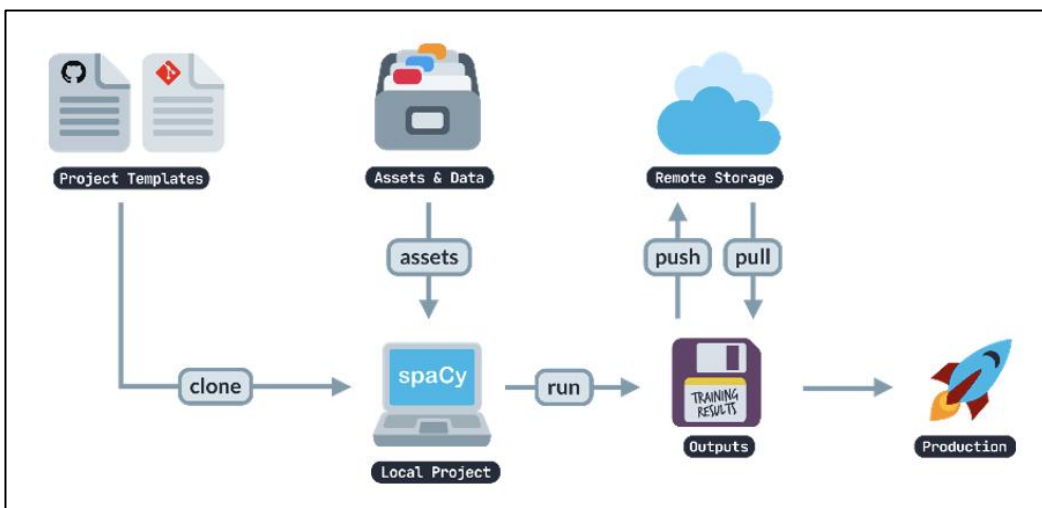 Project Templates
Assets & Data
Remote Storage
assets
push
pull
clone
spaCy
run
TRAINING
RESULTS
Local Project
Outputs
Production